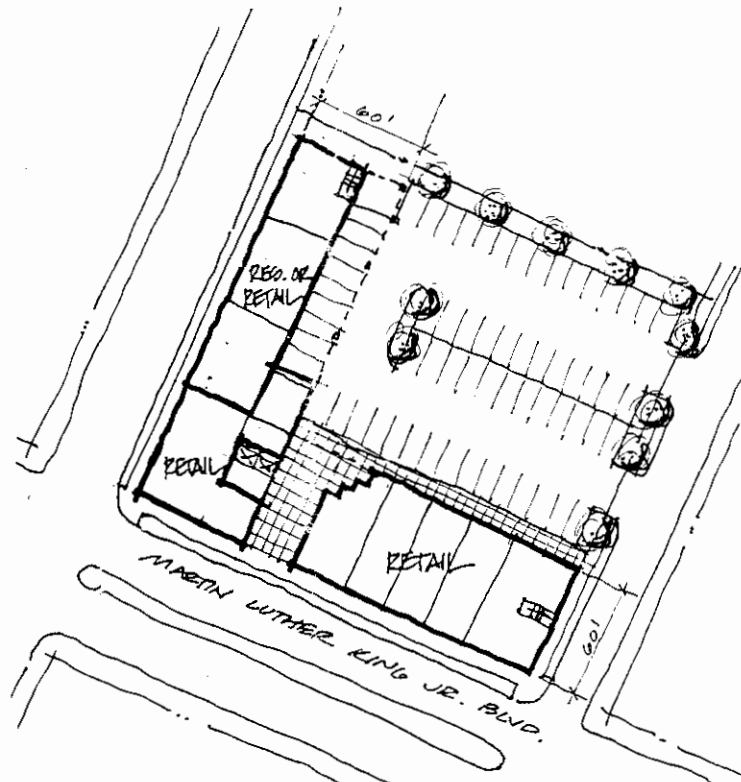 60'
RES. OR
RETAIL
RETAIL
RETAIL
60'
MARTIN LUTHER KING JR. BLVD.